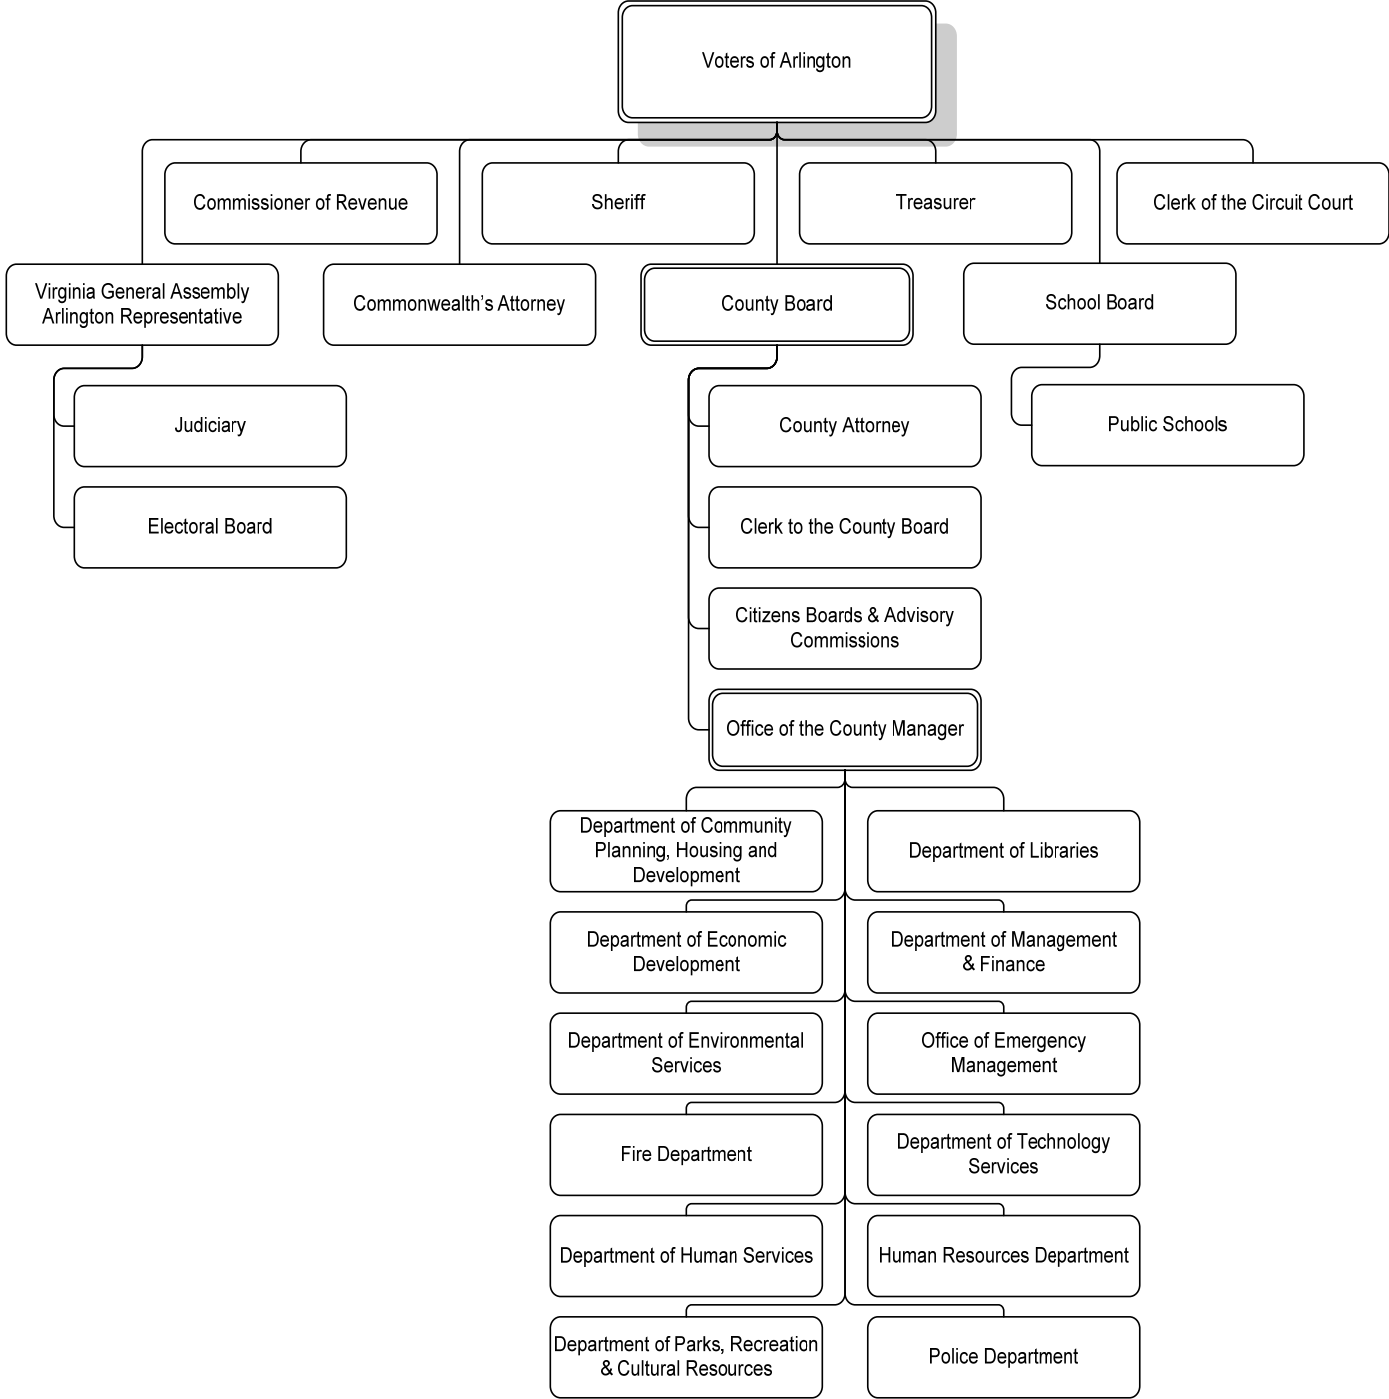 Voters of Arlington
Commissioner of Revenue
Sheriff
Treasurer
Clerk of the Circuit Court
Virginia General Assembly
Arlington Representative
Commonwealth’s Attorney
County Board
School Board
Judiciary
County Attorney
Public Schools
Electoral Board
Clerk to the County Board
Citizens Boards & Advisory
Commissions
Office of the County Manager
Department of Community
Planning, Housing and
Development
Department of Libraries
Department of Economic
Development
Department of Management
& Finance
Department of Environmental
Services
Office of Emergency
Management
Fire Department
Department of Technology
Services
Department of Human Services
Human Resources Department
Department of Parks, Recreation
& Cultural Resources
Police Department